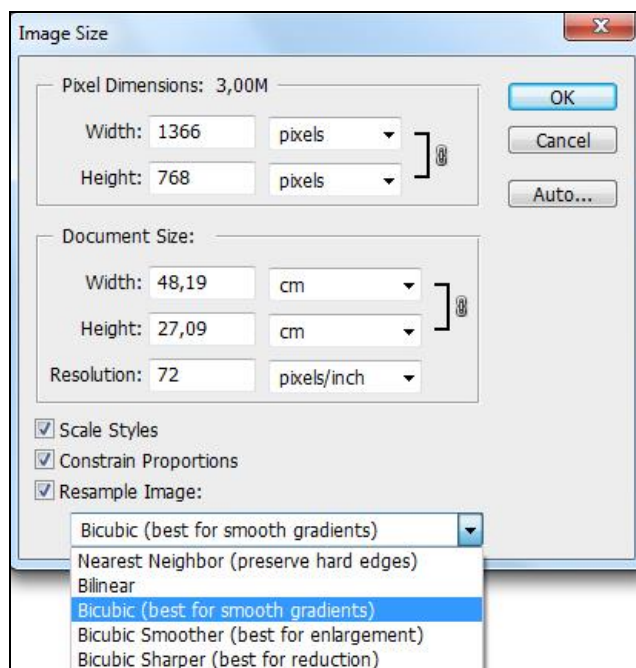 Image Size
Pixel Dimensions: 3,00M
OK
Width: 1366 pixels
Cancel
Height: 768 pixels
Auto...
Document Size:
Width: 48,19 cm
Height: 27,09 cm
Resolution: 72 pixels/inch
Scale Styles
Constrain Proportions
Resample Image:
Bicubic (best for smooth gradients)
Nearest Neighbor (preserve hard edges)
Bilinear
Bicubic (best for smooth gradients)
Bicubic Smoother (best for enlargement)
Bicubic Sharper (best for reduction)